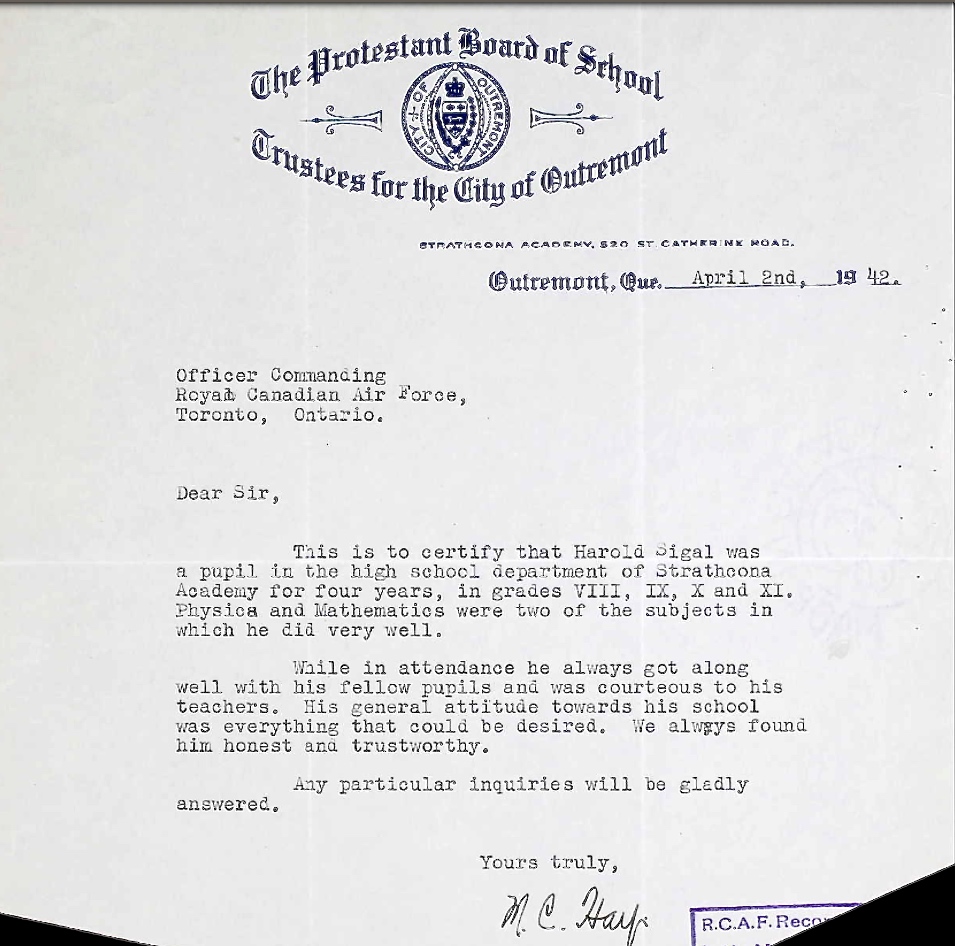 The Protestant Board of School
CITY OF OUTREMONT
Trustees for the City of Outremont
STRATHCONA ACADEMY, 520 ST. CATHERINE ROAD.
Outremont, Que. April 2nd, 1942.
Officer Commanding
Royal Canadian Air Force,
Toronto, Ontario.
Dear Sir,
This is to certify that Harold Sigal was
a pupil in the high school department of Strathcona
Academy for four years, in grades VIII, IX, X and XI.
Physics and Mathematics were two of the subjects in
which he did very well.
While in attendance he always got along
well with his fellow pupils and was courteous to his
teachers. His general attitude towards his school
was everything that could be desired. We always found
him honest and trustworthy.
Any particular inquiries will be gladly
answered.
Yours truly,
R.C.A.F.